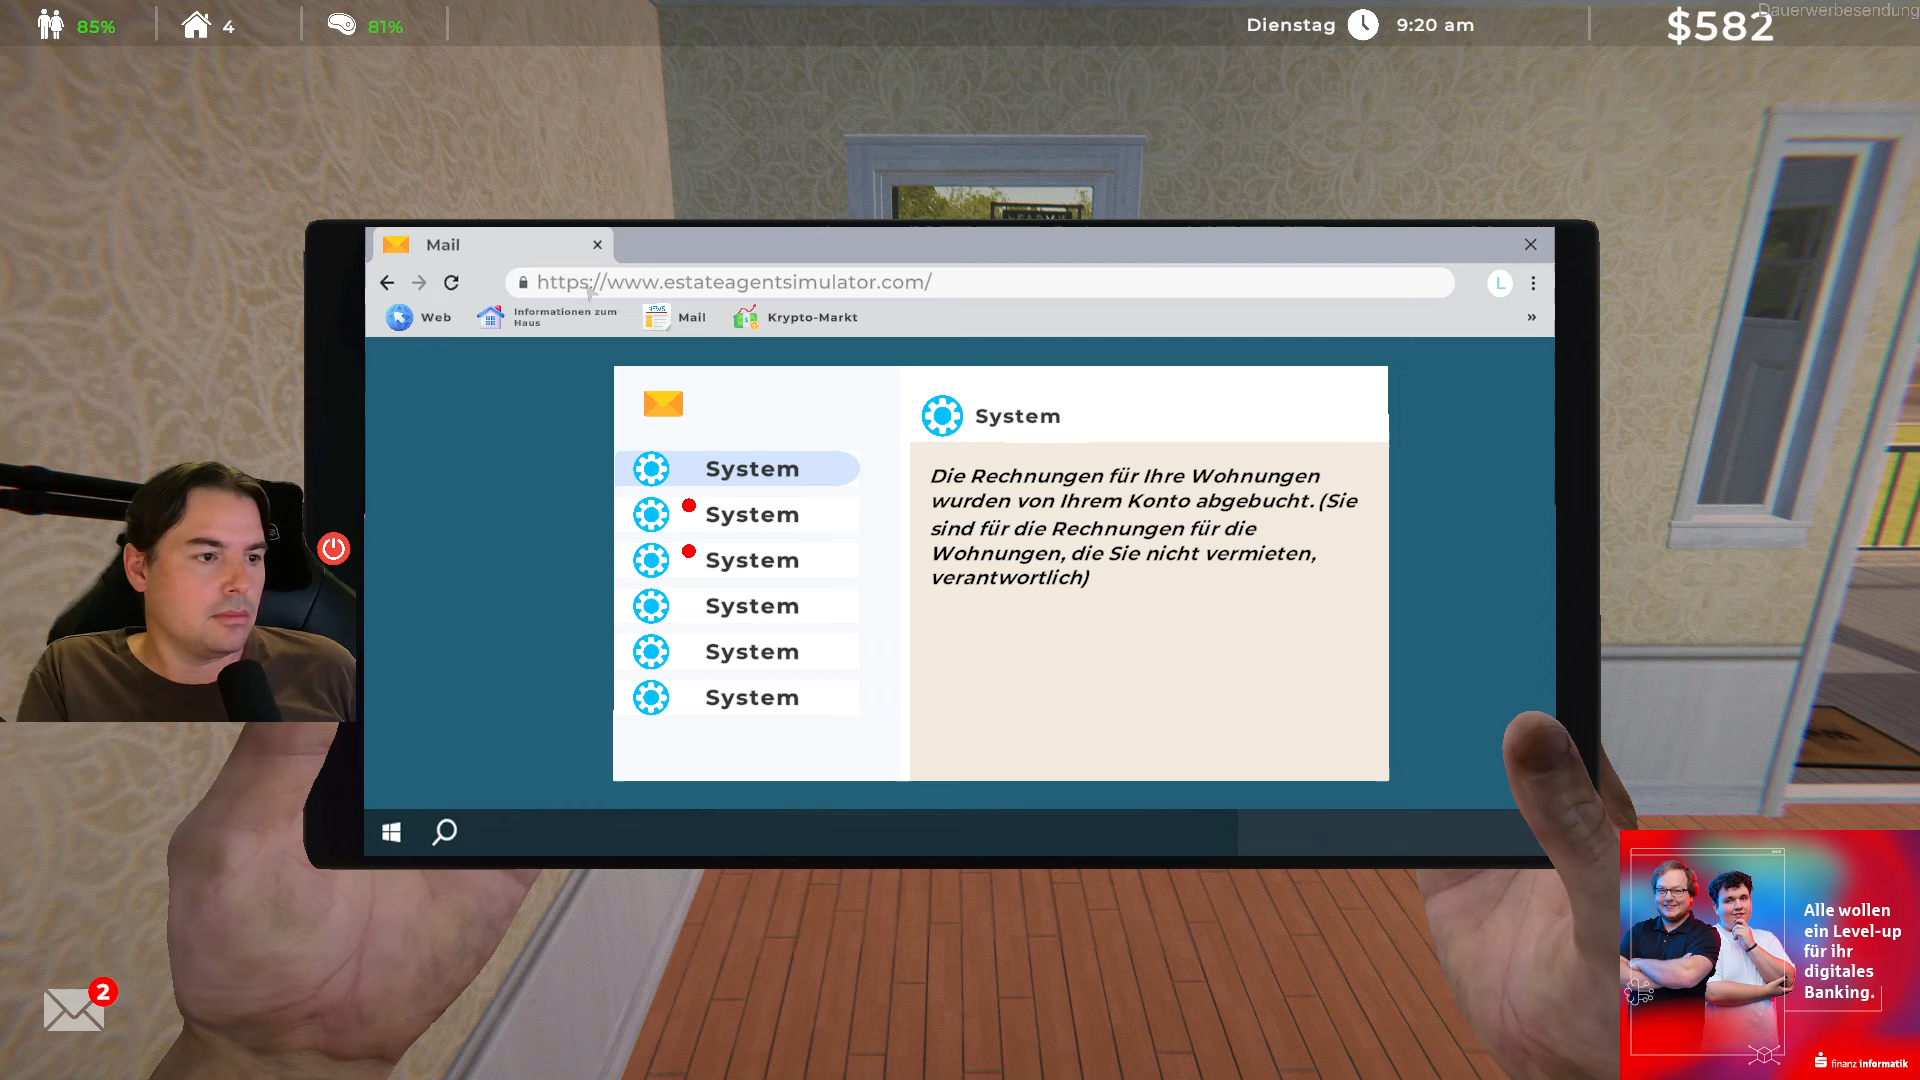 85%
4
81%
Dienstag 9:20 am
Dauerwerbesendung
$582
Mail
https://www.estateagentsimulator.com/
L
Web
Informationen zum
Haus
NEWS
Mail
Krypto-Markt
»
System
System
System
System
System
System
System
Die Rechnungen für Ihre Wohnungen
wurden von Ihrem Konto abgebucht.(Sie
sind für die Rechnungen für die
Wohnungen, die Sie nicht vermieten,
verantwortlich)
2
Alle wollen
ein Level-up
für ihr
digitales
Banking.
finanz informatik